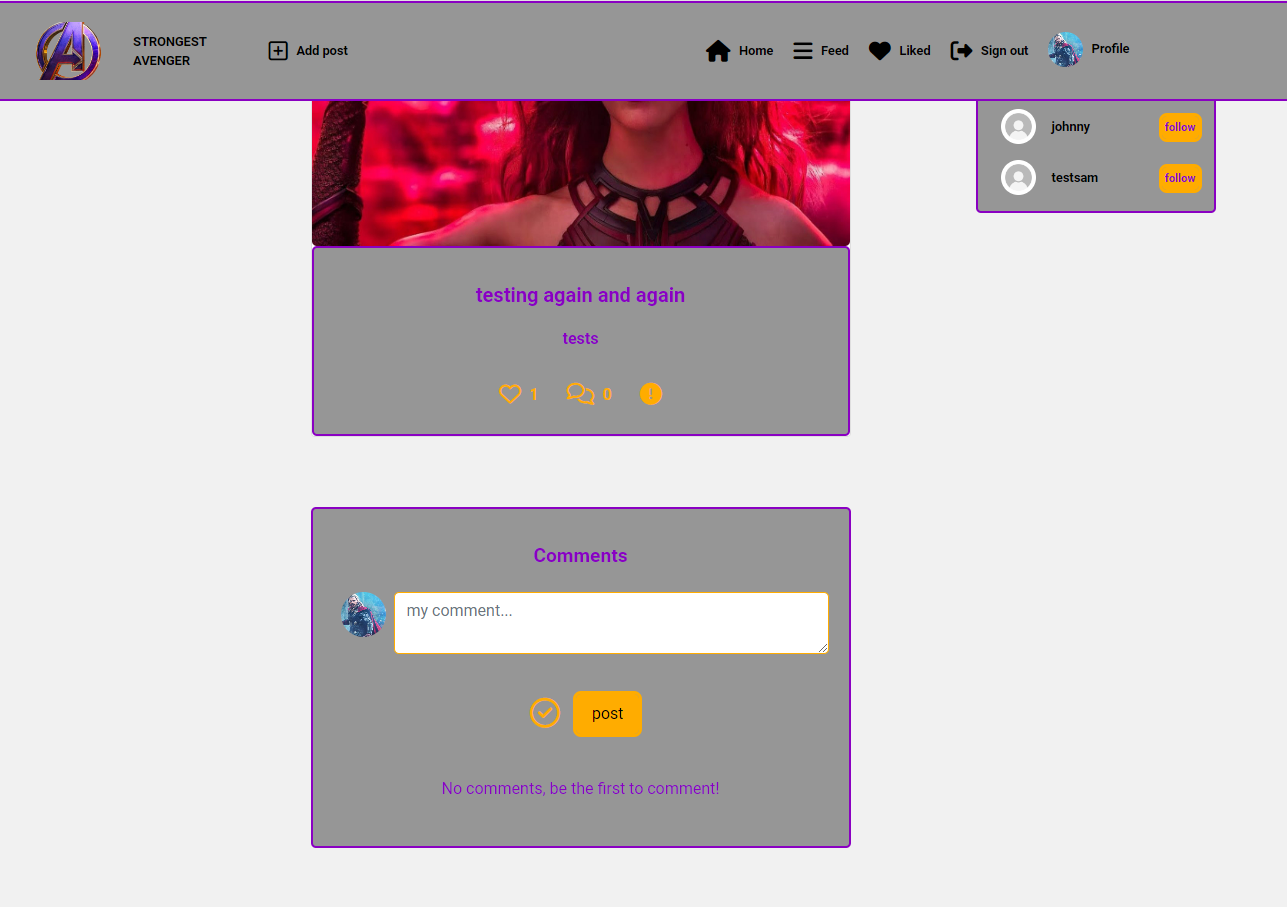 STRONGEST
AVENGER
Add post
Home
Feed
Liked
Sign out
Profile
johnny
follow
testsam
follow
testing again and again
tests
1
0
!
Comments
my comment...
post
No comments, be the first to comment!